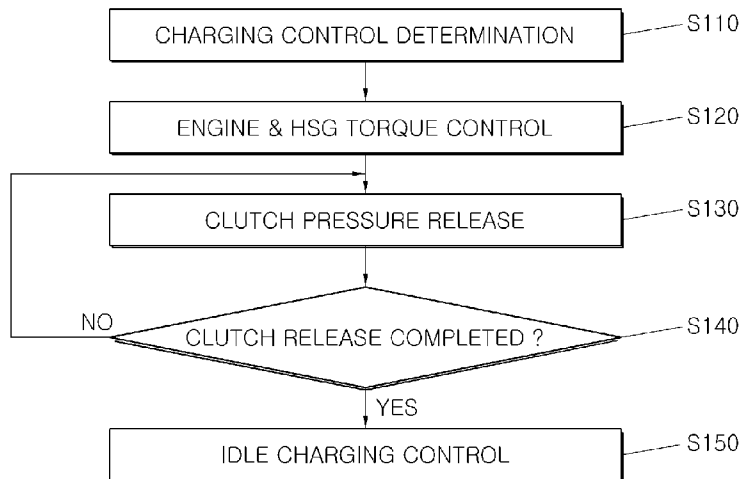 CHARGING CONTROL DETERMINATION
S110
ENGINE & HSG TORQUE CONTROL
S120
CLUTCH PRESSURE RELEASE
S130
CLUTCH RELEASE COMPLETED ?
S140
NO
YES
IDLE CHARGING CONTROL
S150